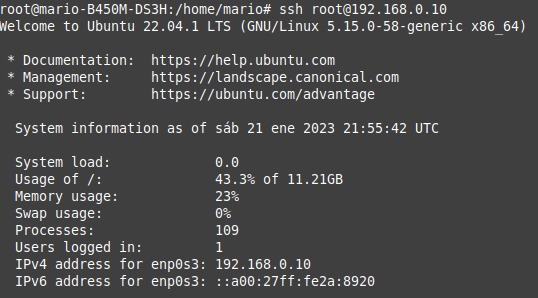 root@mario-B450M-DS3H:/home/mario# ssh root@192.168.0.10
Welcome to Ubuntu 22.04.1 LTS (GNU/Linux 5.15.0-58-generic x86_64)
* Documentation: https://help.ubuntu.com
* Management: https://landscape.canonical.com
* Support: https://ubuntu.com/advantage
System information as of sáb 21 ene 2023 21:55:42 UTC
System load: 0.0
Usage of /: 43.3% of 11.21GB
Memory usage: 23%
Swap usage: 0%
Processes: 109
Users logged in: 1
IPv4 address for enp0s3: 192.168.0.10
IPv6 address for enp0s3: ::a00:27ff:fe2a:8920